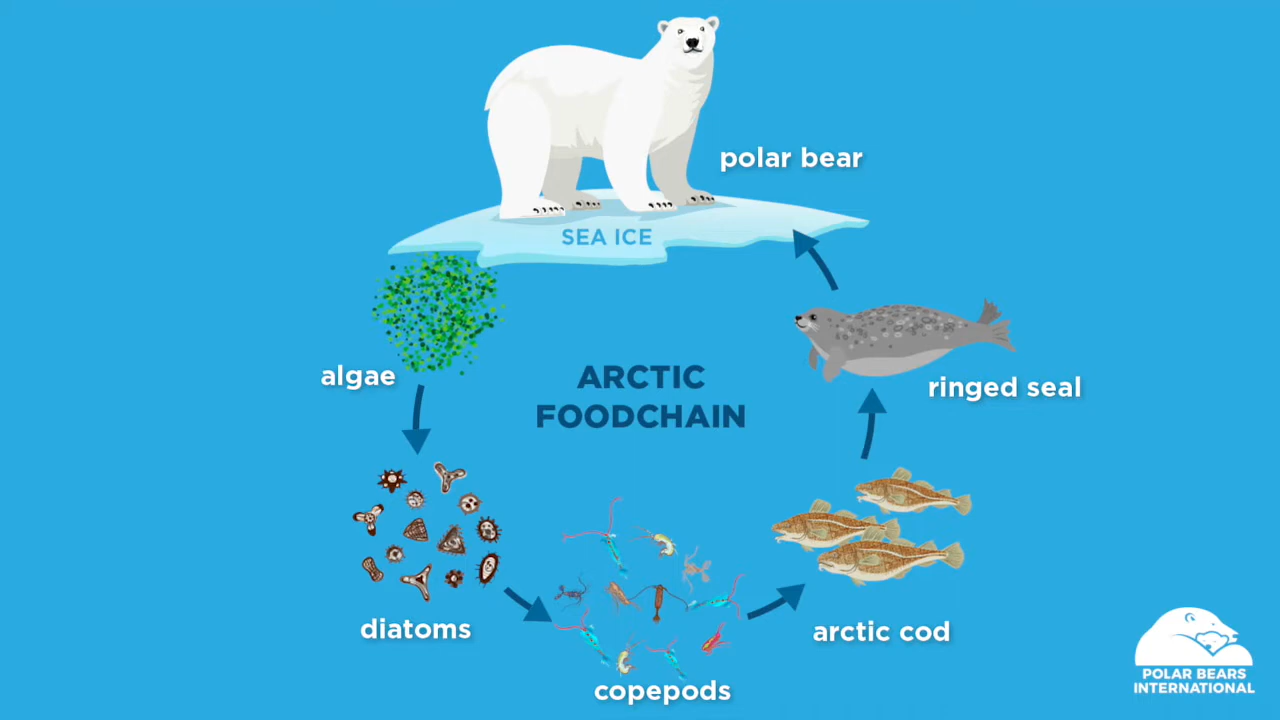 polar bear
SEA ICE
algae
ARCTIC
FOODCHAIN
ringed seal
diatoms
arctic cod
copepods
POLAR BEARS
INTERNATIONAL